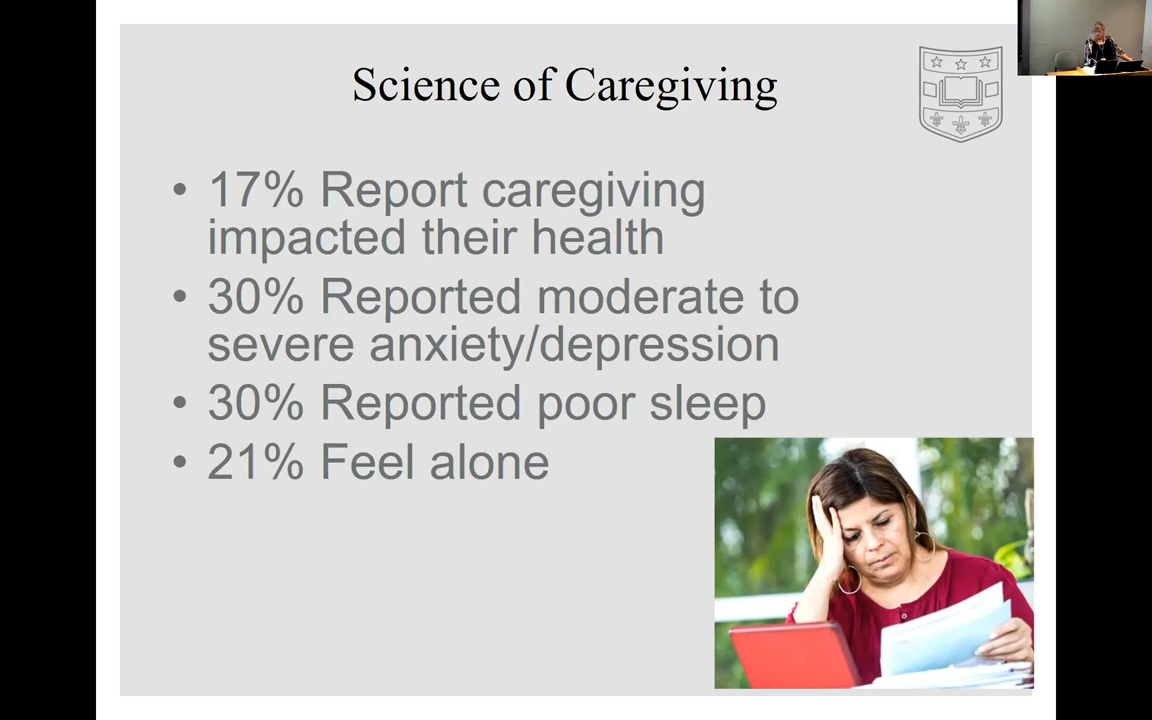 Science of Caregiving
• 17% Report caregiving
impacted their health
• 30% Reported moderate to
severe anxiety/depression
• 30% Reported poor sleep
• 21% Feel alone